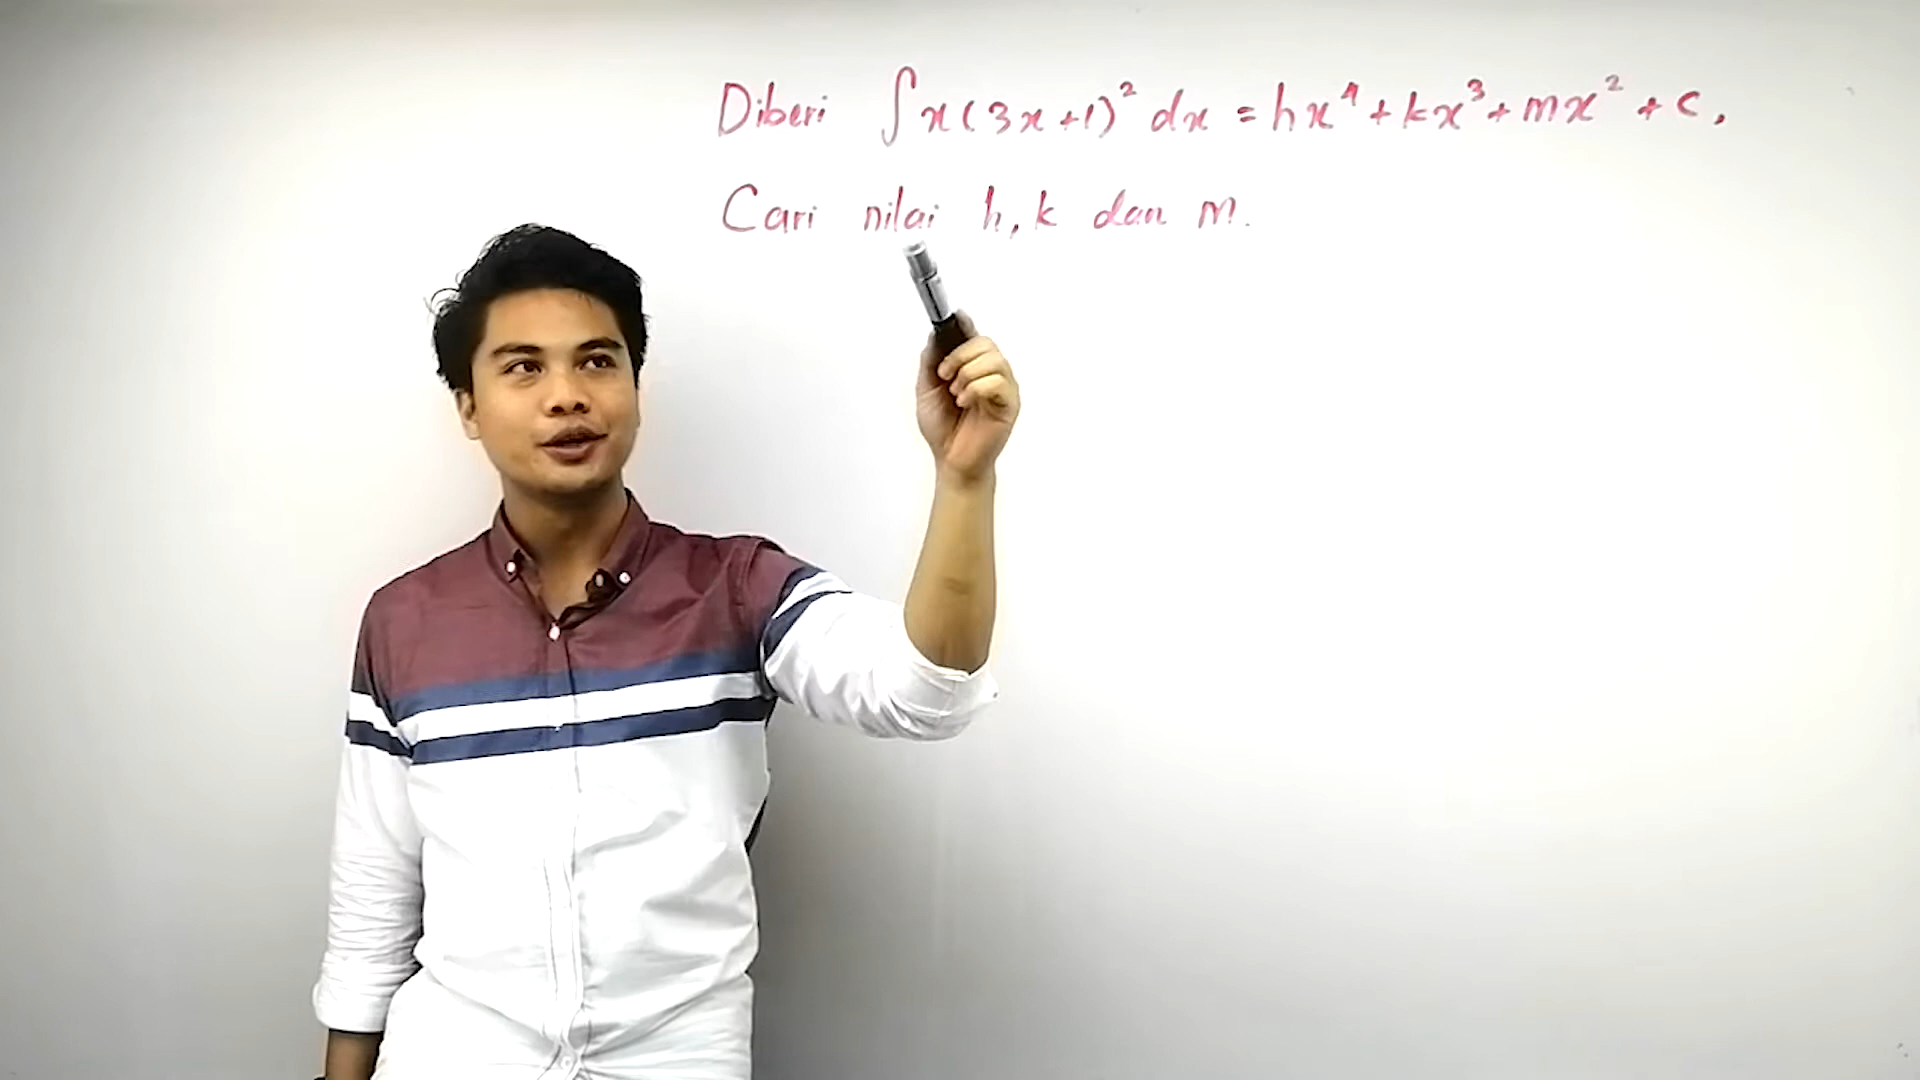 Diberi ∫x(3x+1)² dx = hx⁴ + kx³ + mx² + c,
Cari nilai h, k dan m.